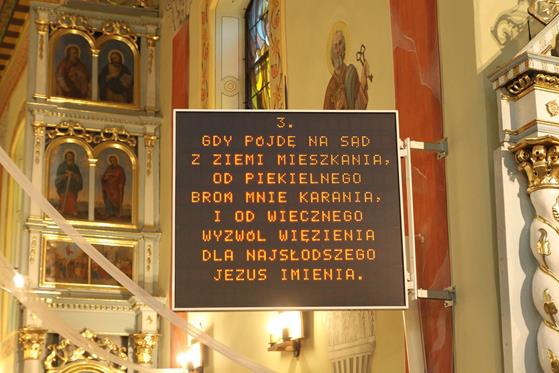 3.
GDY PÓJDĘ NA SĄD
Z ZIEMI MIESZKANIA,
OD PIEKIELNEGO
BROŃ MNIE KARANIA,
I OD WIECZNEGO
WYZWÓL WIĘZIENIA
DLA NAJSŁODSZEGO
JEZUS IMIENIA.